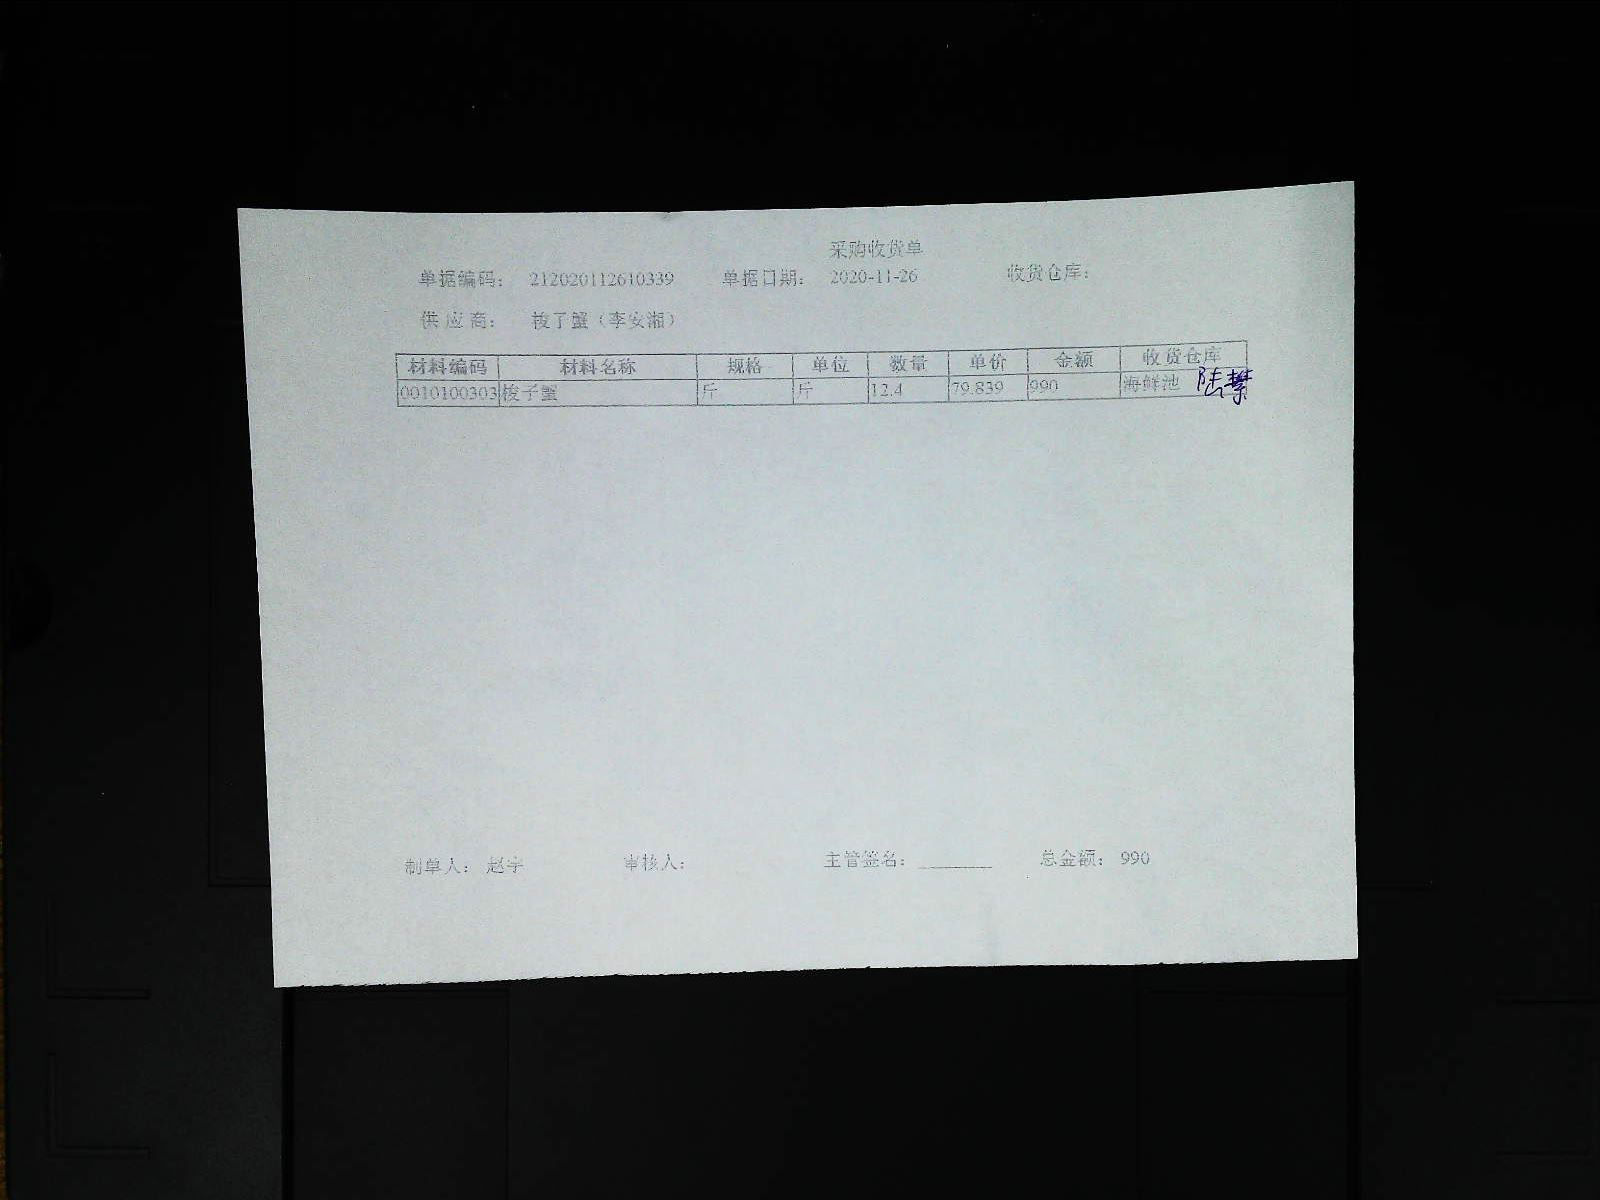 采购收货单
单据编码： 212020112610339 单据日期： 2020-11-26 收货仓库：
供 应 商： 梭子蟹（李安湘）
材料编码 材料名称 规格 单位 数量 单价 金额 收货仓库
0010100303 梭子蟹 斤 斤 12.4 79.839 990 海鲜池
制单人： 赵宇 审核人： 主管签名： 总金额： 990